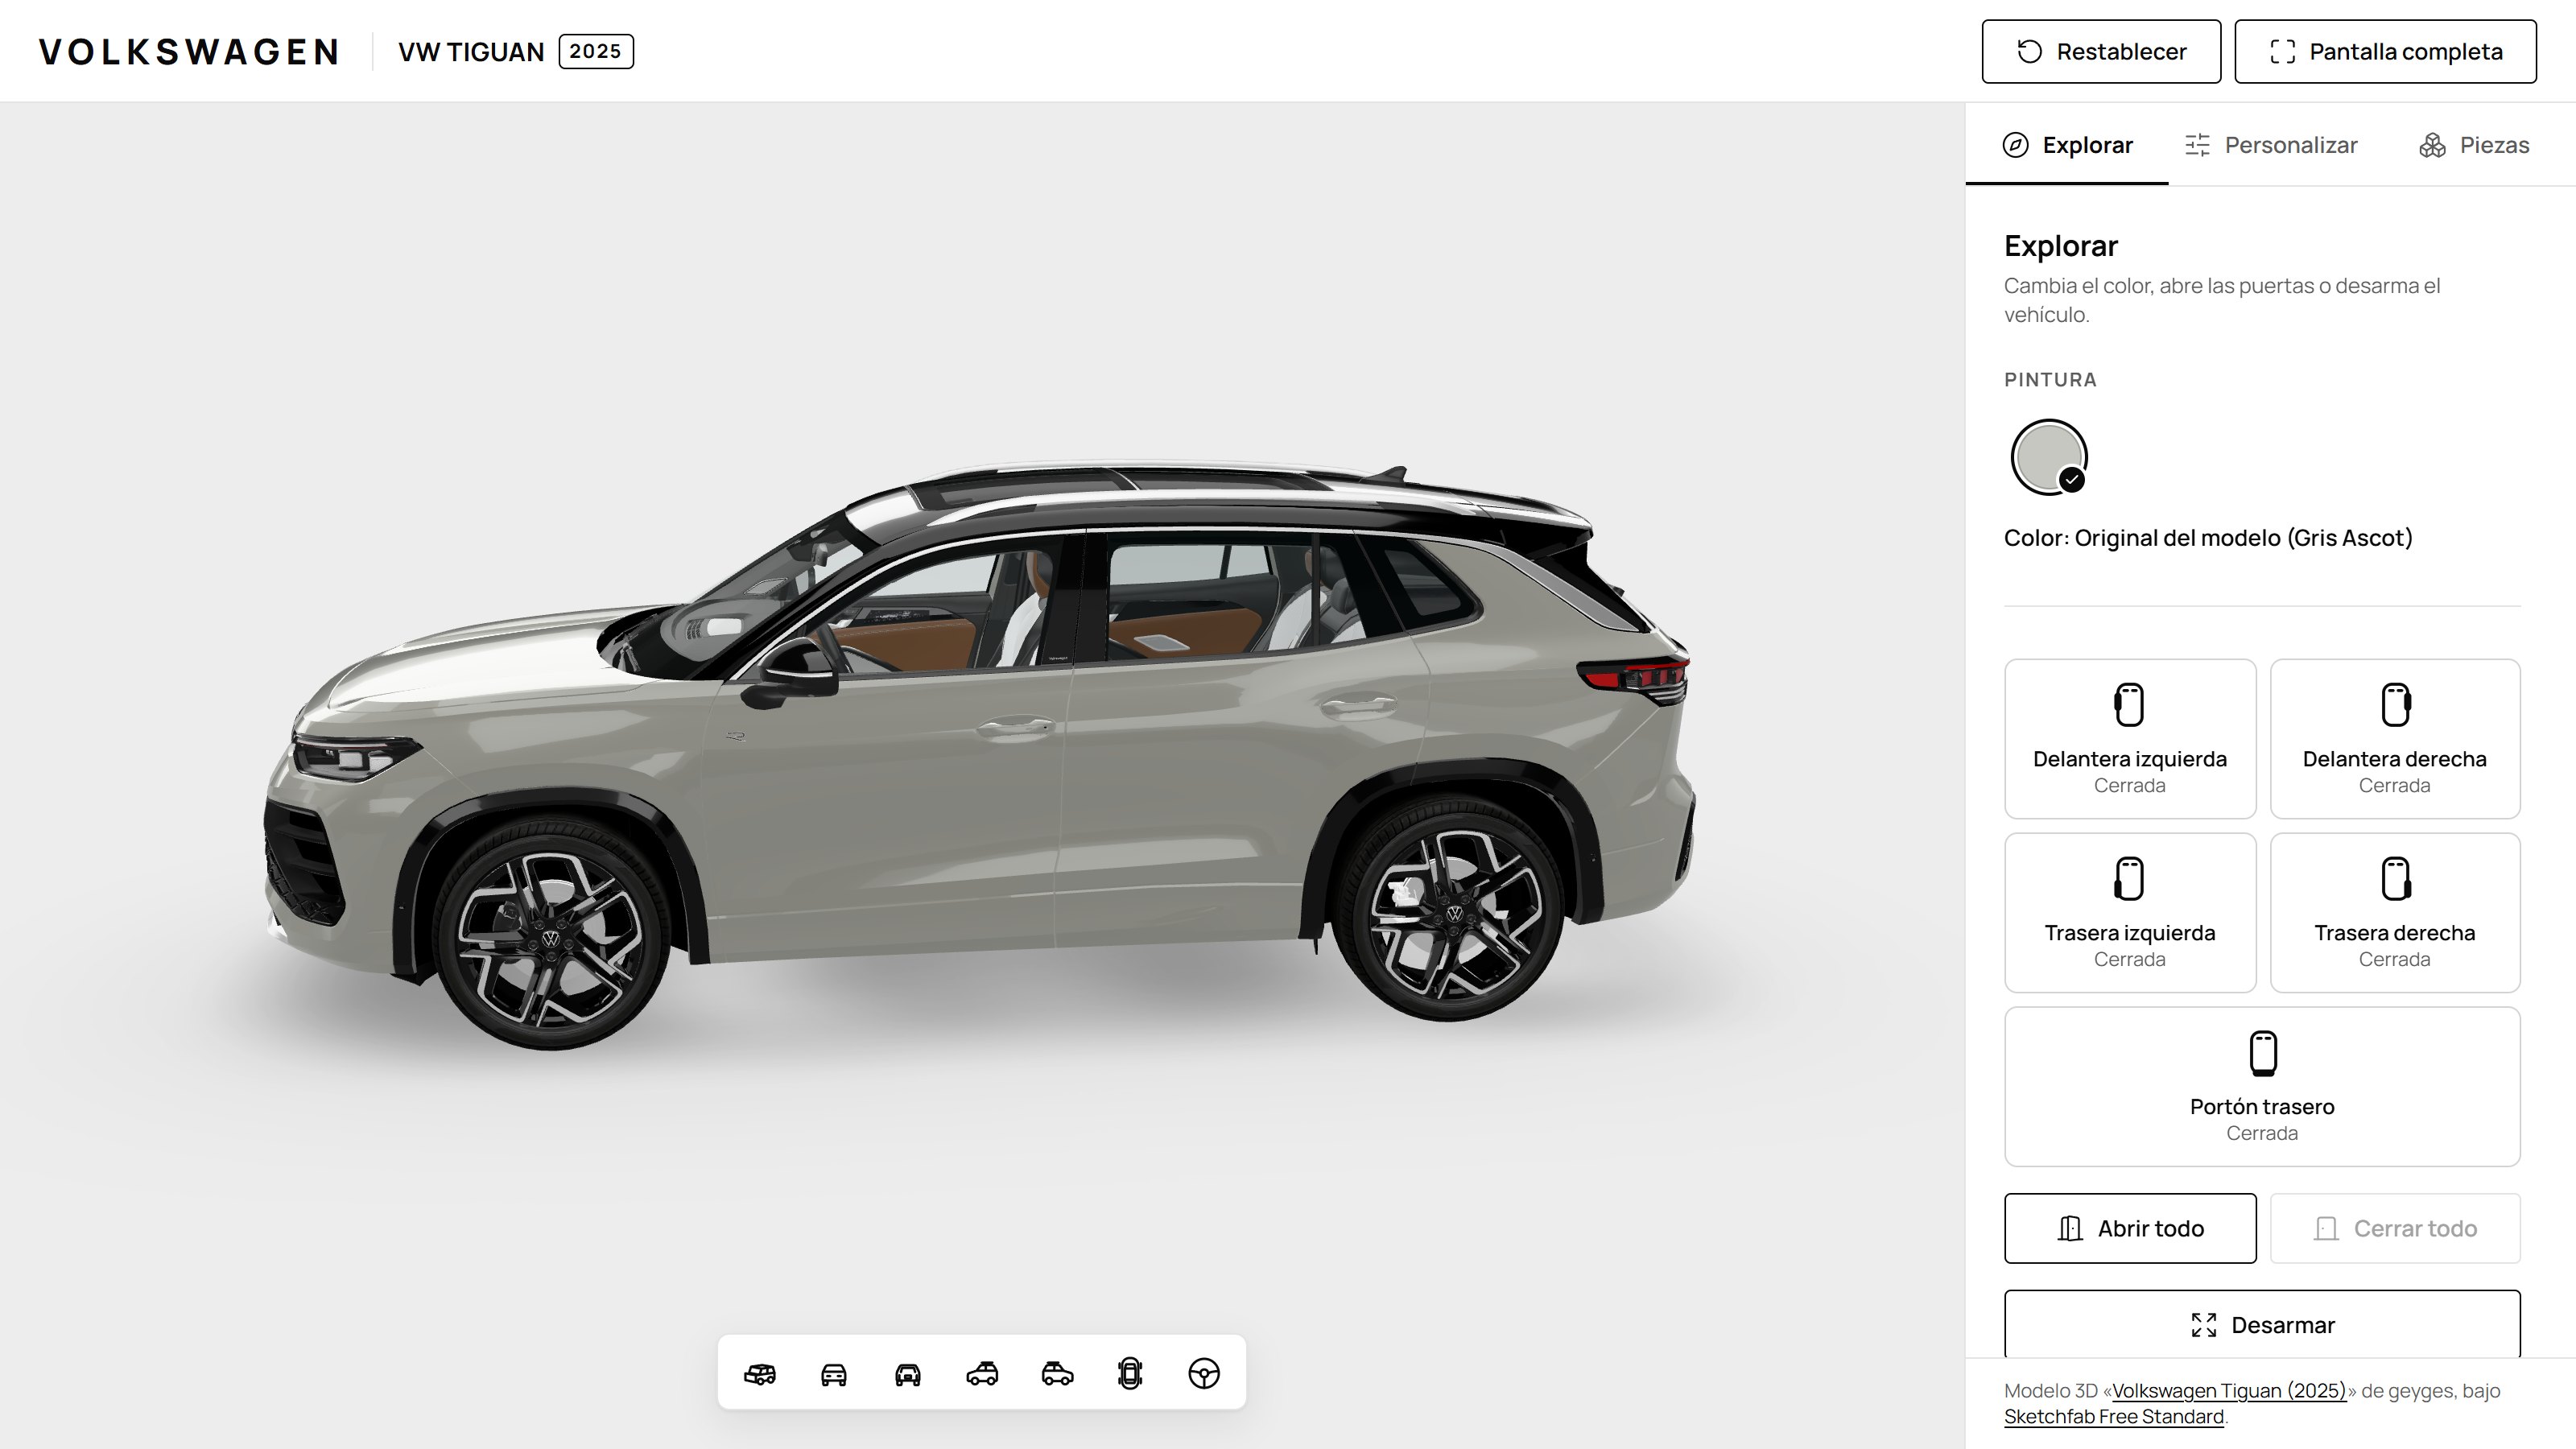 VOLKSWAGEN
VW TIGUAN
2025
Restablecer
Pantalla completa
Explorar
Personalizar
Piezas
Explorar
Cambia el color, abre las puertas o desarma el
vehículo.
PINTURA
Color: Original del modelo (Gris Ascot)
Delantera izquierda
Cerrada
Delantera derecha
Cerrada
Trasera izquierda
Cerrada
Trasera derecha
Cerrada
Portón trasero
Cerrada
Abrir todo
Cerrar todo
Desarmar
Modelo 3D «Volkswagen Tiguan (2025)» de geyges, bajo
Sketchfab Free Standard.